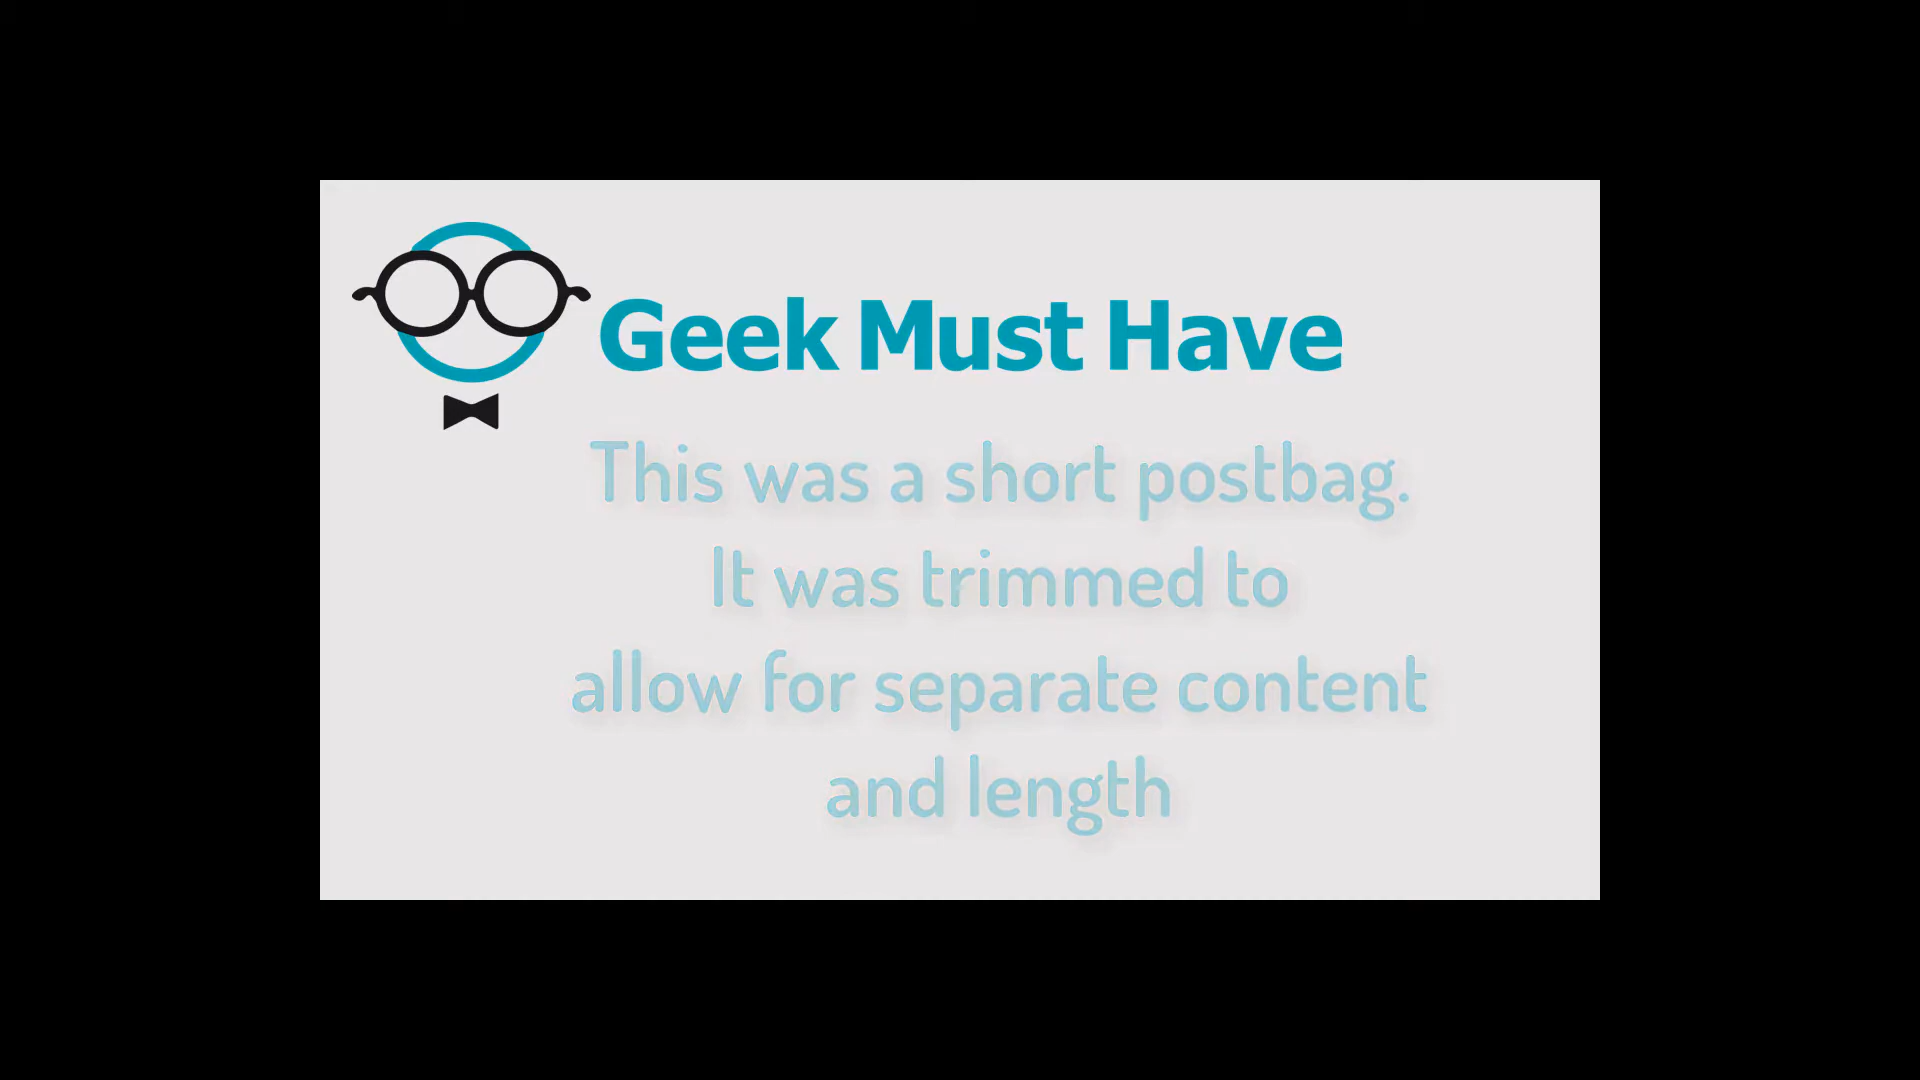 Geek Must Have
This was a short postbag.
It was trimmed to
allow for separate content
and length